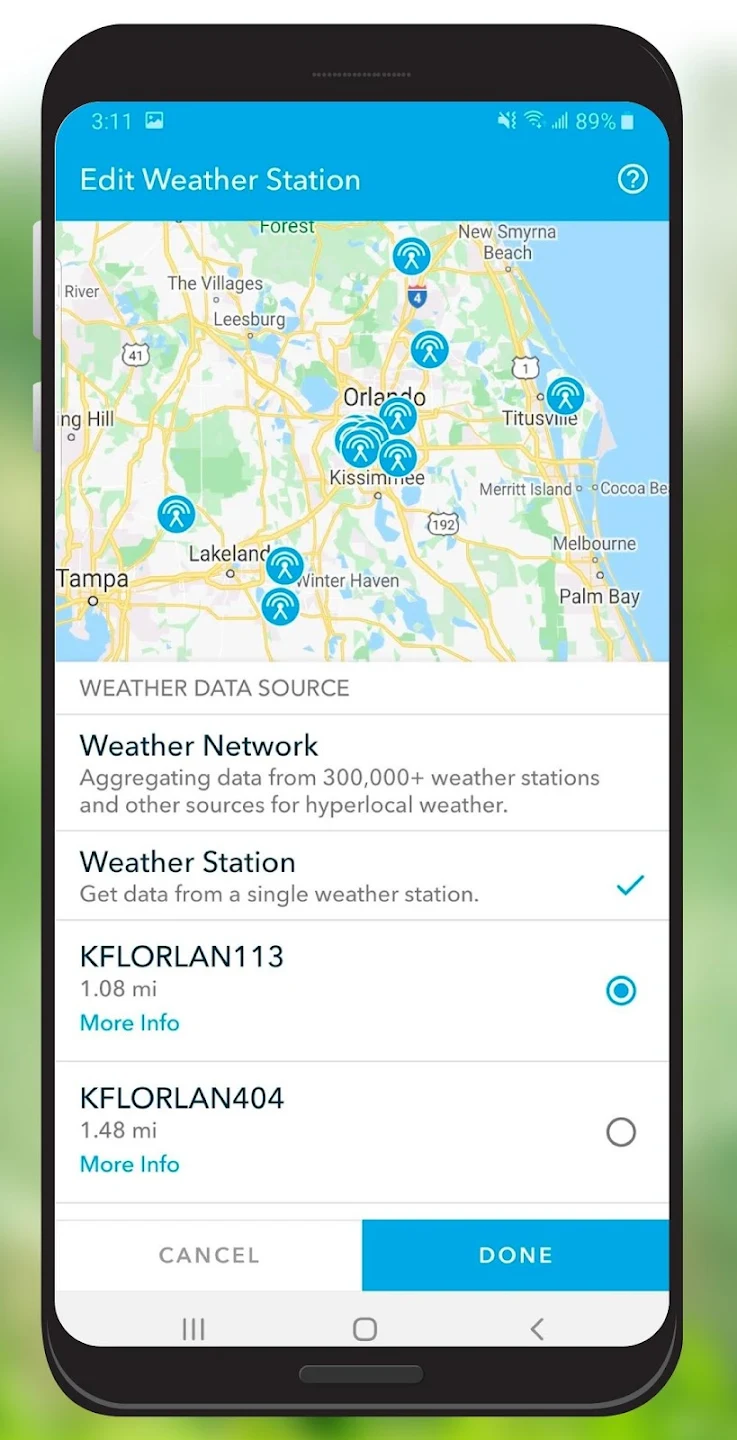 3:11 89%
Edit Weather Station
Forest
New Smyrna
Beach
The Villages
River
4
Leesburg
41
1
Orlando
ing Hill
Titusville
Kissimmee
Merritt Island
Cocoa Be
192
Lakeland
Melbourne
Tampa
Winter Haven
Palm Bay
WEATHER DATA SOURCE
Weather Network
Aggregating data from 300,000+ weather stations
and other sources for hyperlocal weather.
Weather Station
Get data from a single weather station.
KFLORLAN113
1.08 mi
More Info
KFLORLAN404
1.48 mi
More Info
CANCEL DONE